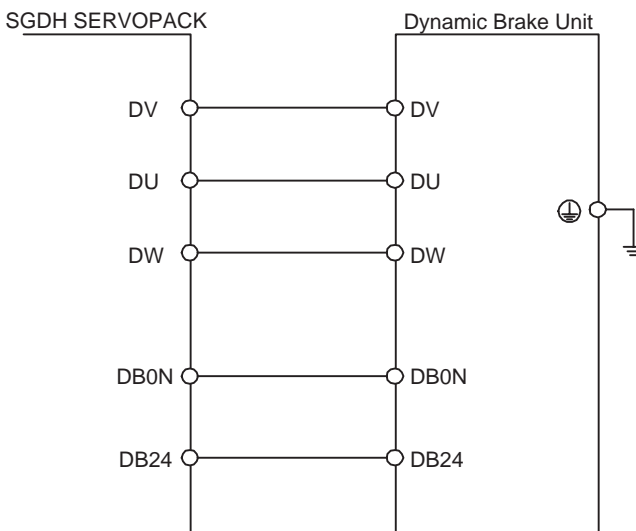 SGDH SERVOPACK
Dynamic Brake Unit
DV
DV
DU
DU
DW
DW
DB0N
DB0N
DB24
DB24